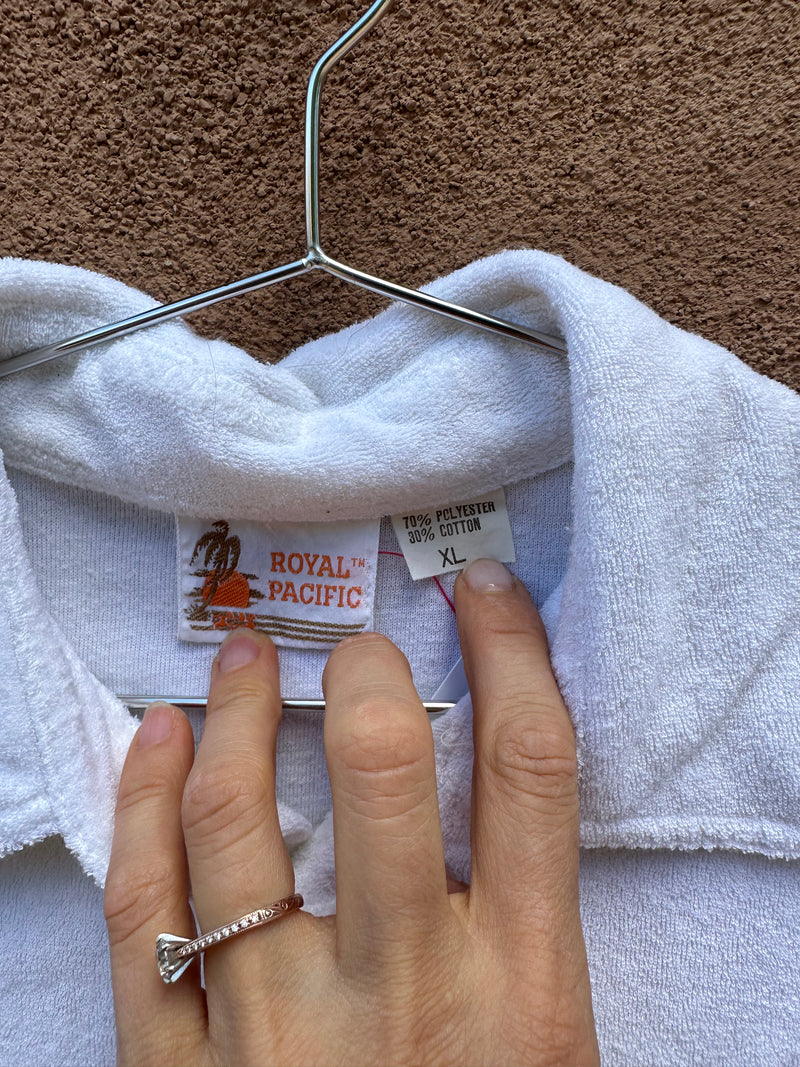 ROYAL™
PACIFIC
70% POLYESTER
30% COTTON
XL